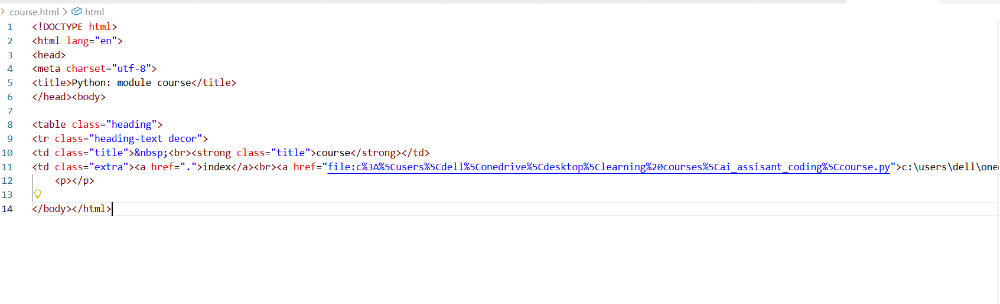 course.html > html
1 <!DOCTYPE html>
2 <html lang="en">
3 <head>
4 <meta charset="utf-8">
5 <title>Python: module course</title>
6 </head><body>
7
8 <table class="heading">
9 <tr class="heading-text decor">
10 <td class="title">&nbsp;<br><strong class="title">course</strong></td>
11 <td class="extra"><a href=".">index</a><br><a href="file:c%3A%5Cusers%5Cdell%5Conedrive%5Cdesktop%5Clearning%20courses%5Cai_assisant_coding%5Ccourse.py">c:\users\dell\one
12 <p></p>
13
14 </body></html>